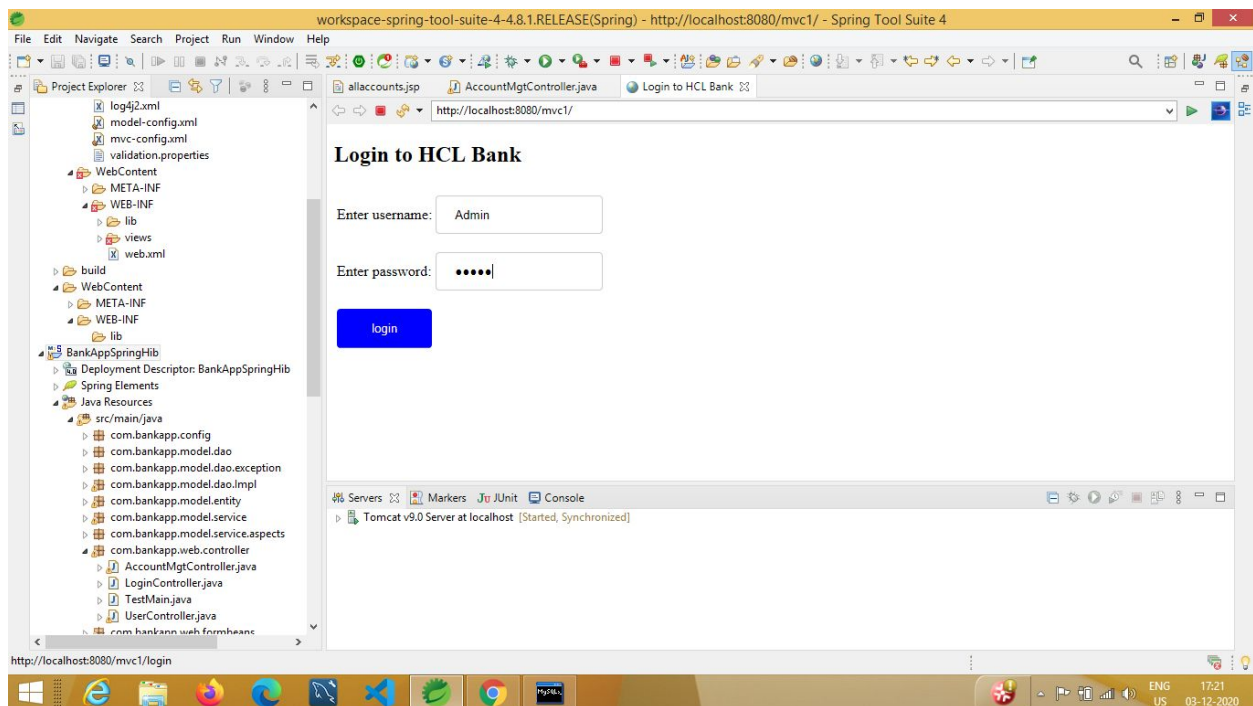 workspace-spring-tool-suite-4-4.8.1.RELEASE(Spring) - http://localhost:8080/mvc1/ - Spring Tool Suite 4
File Edit Navigate Search Project Run Window Help
Project Explorer
log4j2.xml
model-config.xml
mvc-config.xml
validation.properties
WebContent
META-INF
WEB-INF
lib
views
web.xml
build
WebContent
META-INF
WEB-INF
lib
BankAppSpringHib
Deployment Descriptor: BankAppSpringHib
Spring Elements
Java Resources
src/main/java
com.bankapp.config
com.bankapp.model.dao
com.bankapp.model.dao.exception
com.bankapp.model.dao.Impl
com.bankapp.model.entity
com.bankapp.model.service
com.bankapp.model.service.aspects
com.bankapp.web.controller
AccountMgtController.java
LoginController.java
TestMain.java
UserController.java
com.bankapp.web.formbeans
allaccounts.jsp AccountMgtController.java Login to HCL Bank
http://localhost:8080/mvc1/
Login to HCL Bank
Enter username: Admin
Enter password: •••••
login
Servers Markers JUnit Console
Tomcat v9.0 Server at localhost [Started, Synchronized]
http://localhost:8080/mvc1/login
MySQL
ENG 17:21
US 03-12-2020